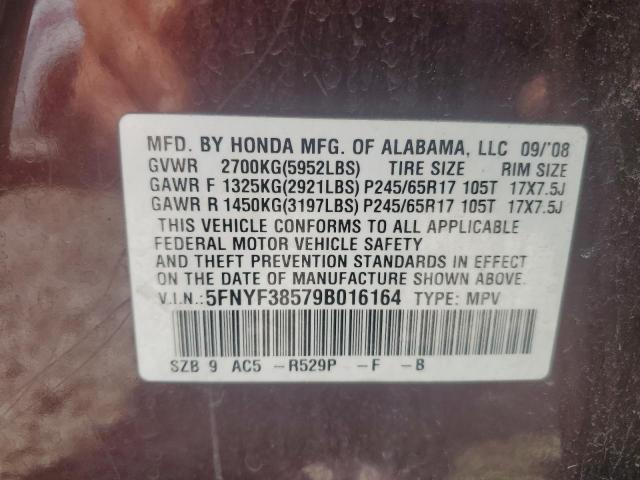 MFD. BY HONDA MFG. OF ALABAMA, LLC 09/'08
GVWR 2700KG(5952LBS) TIRE SIZE RIM SIZE
GAWR F 1325KG(2921LBS) P245/65R17 105T 17X7.5J
GAWR R 1450KG(3197LBS) P245/65R17 105T 17X7.5J
THIS VEHICLE CONFORMS TO ALL APPLICABLE
FEDERAL MOTOR VEHICLE SAFETY
AND THEFT PREVENTION STANDARDS IN EFFECT
ON THE DATE OF MANUFACTURE SHOWN ABOVE.
V.I.N.:5FNYF38579B016164 TYPE: MPV
SZB 9 AC5 -R529P -F -B